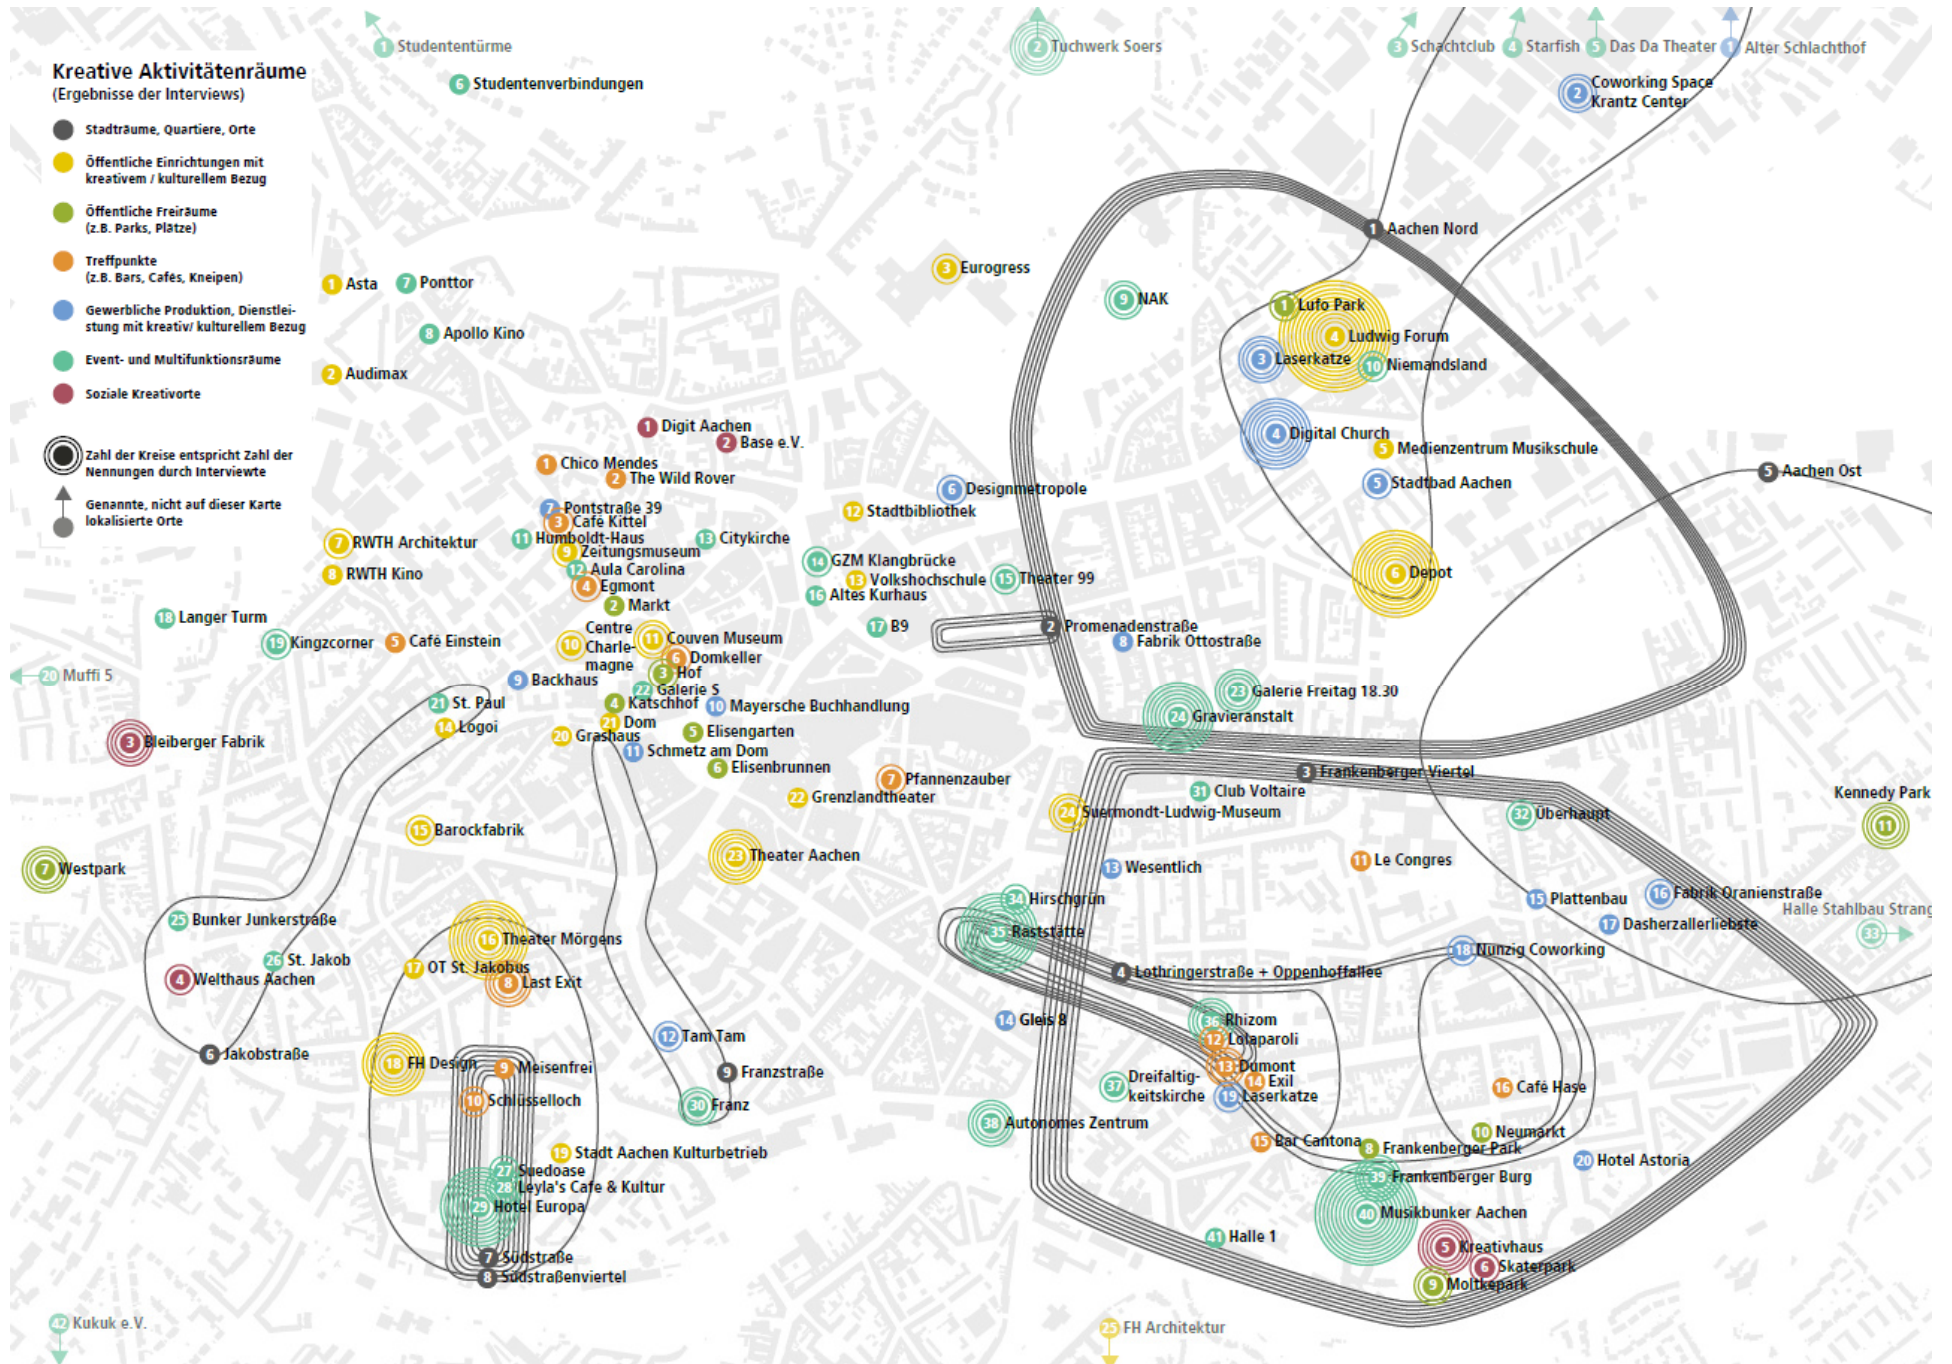 1 Studententürme
2 Tuchwerk Soers
3 Schachtclub
4 Starfish
5 Das Da Theater
1 Alter Schlachthof
Kreative Aktivitätenräume
(Ergebnisse der Interviews)
Stadträume, Quartiere, Orte
Öffentliche Einrichtungen mit
kreativem / kulturellem Bezug
Öffentliche Freiräume
(z.B. Parks, Plätze)
Treffpunkte
(z.B. Bars, Cafés, Kneipen)
Gewerbliche Produktion, Dienstlei-
stung mit kreativ/ kulturellem Bezug
Event- und Multifunktionsräume
Soziale Kreativorte
Zahl der Kreise entspricht Zahl der
Nennungen durch Interviewte
Genannte, nicht auf dieser Karte
lokalisierte Orte
6 Studentenverbindungen
2 Coworking Space
Krantz Center
1 Aachen Nord
3 Eurogress
1 Asta
7 Ponttor
9 NAK
1 Lufo Park
8 Apollo Kino
4 Ludwig Forum
3 Laserkatze
10 Niemandsland
2 Audimax
1 Digit Aachen
2 Base e.V.
4 Digital Church
5 Medienzentrum Musikschule
1 Chico Mendes
2 The Wild Rover
5 Aachen Ost
5 Stadtbad Aachen
6 Designmetropole
7 Pontstraße 39
3 Café Kittel
12 Stadtbibliothek
11 Humboldt-Haus
13 Citykirche
7 RWTH Architektur
9 Zeitungsmuseum
14 GZM Klangbrücke
12 Aula Carolina
8 RWTH Kino
13 Volkshochschule
15 Theater 99
6 Depot
4 Egmont
16 Altes Kurhaus
2 Markt
18 Langer Turm
17 B9
2 Promenadenstraße
8 Fabrik Ottostraße
19 Kingzcorner
5 Café Einstein
10 Centre
Charle-
magne
11 Couven Museum
6 Domkeller
20 Muffi 5
9 Backhaus
3 Hof
22 Galerie S
23 Galerie Freitag 18.30
21 St. Paul
4 Katschhof
10 Mayersche Buchhandlung
24 Gravieranstalt
14 Logoi
21 Dom
20 Grashaus
5 Elisengarten
3 Bleiberger Fabrik
11 Schmetz am Dom
6 Elisenbrunnen
3 Frankenberger Viertel
7 Pfannenzauber
22 Grenzlandtheater
31 Club Voltaire
Kennedy Park
11
24 Suermondt-Ludwig-Museum
32 Überhaupt
15 Barockfabrik
23 Theater Aachen
7 Westpark
11 Le Congres
13 Wesentlich
34 Hirschgrün
15 Plattenbau
16 Fabrik Oranienstraße
Halle Stahlbau Strang
33
25 Bunker Junkerstraße
17 Dasherzallerliebste
35 Raststätte
16 Theater Mörgens
18 Nunzig Coworking
26 St. Jakob
17 OT St. Jakobus
4 Lothringerstraße + Oppenhoffallee
4 Welthaus Aachen
8 Last Exit
14 Gleis 8
36 Rhizom
12 Tam Tam
12 Lolaparoli
6 Jakobstraße
18 FH Design
9 Meisenfrei
9 Franzstraße
13 Dumont
14 Exil
37 Dreifaltig-
keitskirche
16 Café Hase
10 Schlüsselloch
30 Franz
19 Laserkatze
38 Autonomes Zentrum
10 Neumarkt
15 Bar Cantona
8 Frankenberger Park
19 Stadt Aachen Kulturbetrieb
20 Hotel Astoria
27 Suedoase
39 Frankenberger Burg
28 Leyla's Cafe & Kultur
29 Hotel Europa
40 Musikbunker Aachen
41 Halle 1
5 Kreativhaus
7 Südstraße
6 Skaterpark
8 Südstraßenviertel
9 Moltkepark
42 Kukuk e.V.
25 FH Architektur